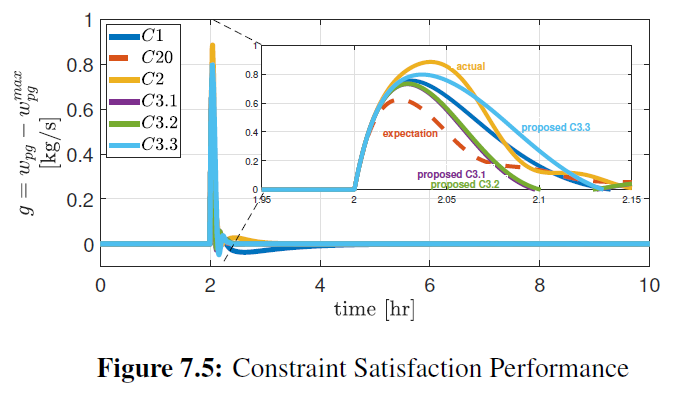 C1
C20
C2
C3.1
C3.2
C3.3
g = w_pg − w_pg^max
[kg/s]
1
0.8
0.6
0.4
0.2
0
0 2 4 6 8 10
time [hr]
1
0.8
0.6
0.4
0.2
0
1.95 2 2.05 2.1 2.15
actual
proposed C3.3
expectation
proposed C3.1
proposed C3.2
Figure 7.5: Constraint Satisfaction Performance